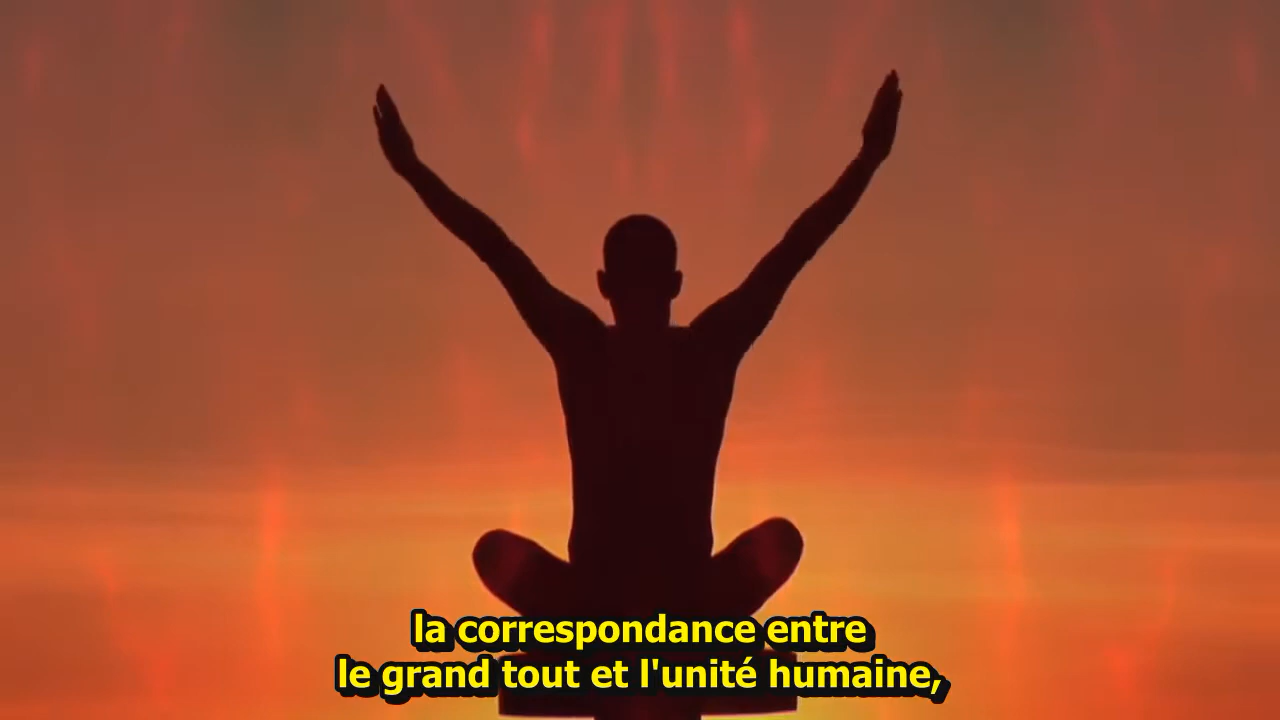 la correspondance entre
le grand tout et l'unité humaine,